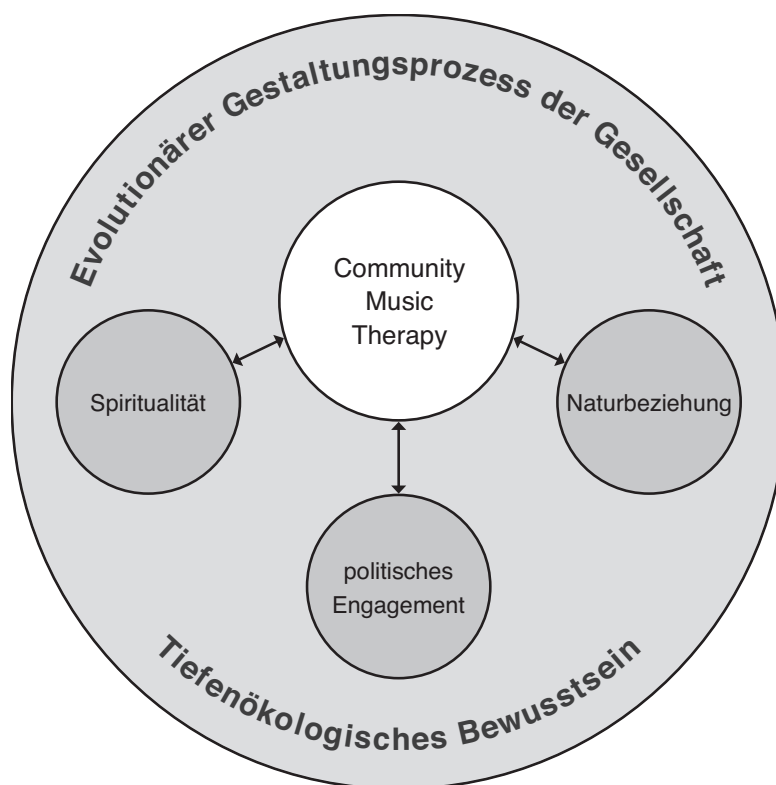 Evolutionärer Gestaltungsprozess der Gesellschaft
Community
Music
Therapy
Spiritualität
Naturbeziehung
politisches
Engagement
Tiefenökologisches Bewusstsein